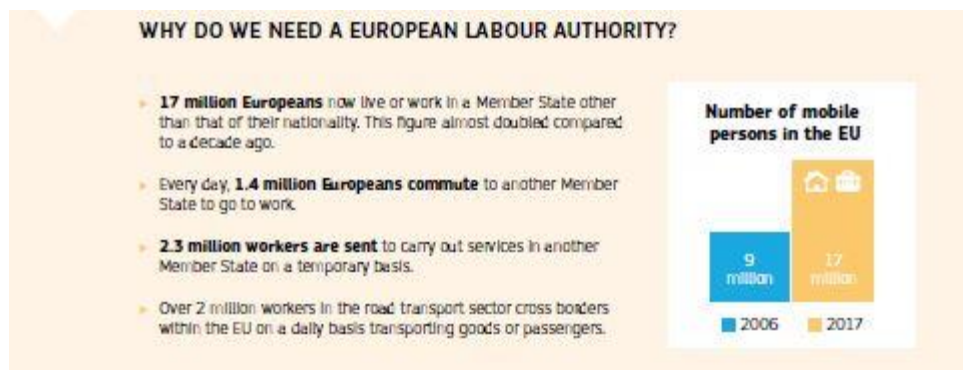 WHY DO WE NEED A EUROPEAN LABOUR AUTHORITY?
17 million Europeans now live or work in a Member State other
than that of their nationality. This figure almost doubled compared
to a decade ago.
Every day, 1.4 million Europeans commute to another Member
State to go to work.
2.3 million workers are sent to carry out services in another
Member State on a temporary basis.
Over 2 million workers in the road transport sector cross borders
within the EU on a daily basis transporting goods or passengers.
Number of mobile
persons in the EU
9
million
17
million
2006
2017